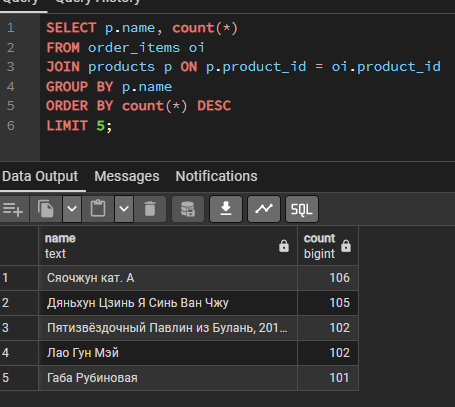 Query Query History
1 SELECT p.name, count(*)
2 FROM order_items oi
3 JOIN products p ON p.product_id = oi.product_id
4 GROUP BY p.name
5 ORDER BY count(*) DESC
6 LIMIT 5;
Data Output Messages Notifications
SQL
name count
text bigint
1 Сяочжун кат. А 106
2 Дяньхун Цзинь Я Синь Ван Чжу 105
3 Пятизвёздочный Павлин из Булань, 201... 102
4 Лао Гун Мэй 102
5 Габа Рубиновая 101